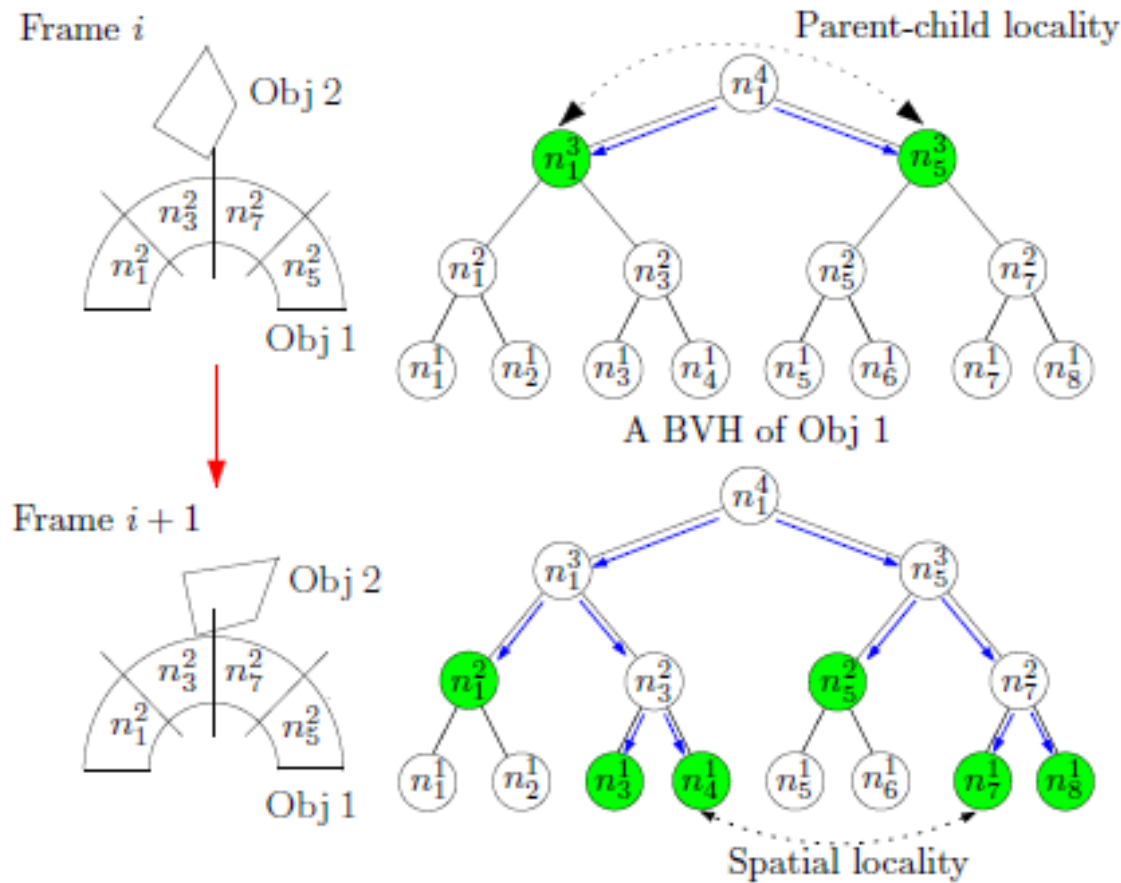 Frame i
Parent-child locality
Obj 2
n_1^4
n_1^3 n_5^3
n_3^2 n_7^2
n_1^2 n_5^2
n_1^2 n_3^2 n_5^2 n_7^2
Obj 1
n_1^1 n_2^1 n_3^1 n_4^1 n_5^1 n_6^1 n_7^1 n_8^1
A BVH of Obj 1
Frame i + 1
n_1^4
Obj 2
n_1^3 n_5^3
n_3^2 n_7^2
n_1^2 n_5^2
n_1^2 n_3^2 n_5^2 n_7^2
Obj 1
n_1^1 n_2^1 n_3^1 n_4^1 n_5^1 n_6^1 n_7^1 n_8^1
Spatial locality